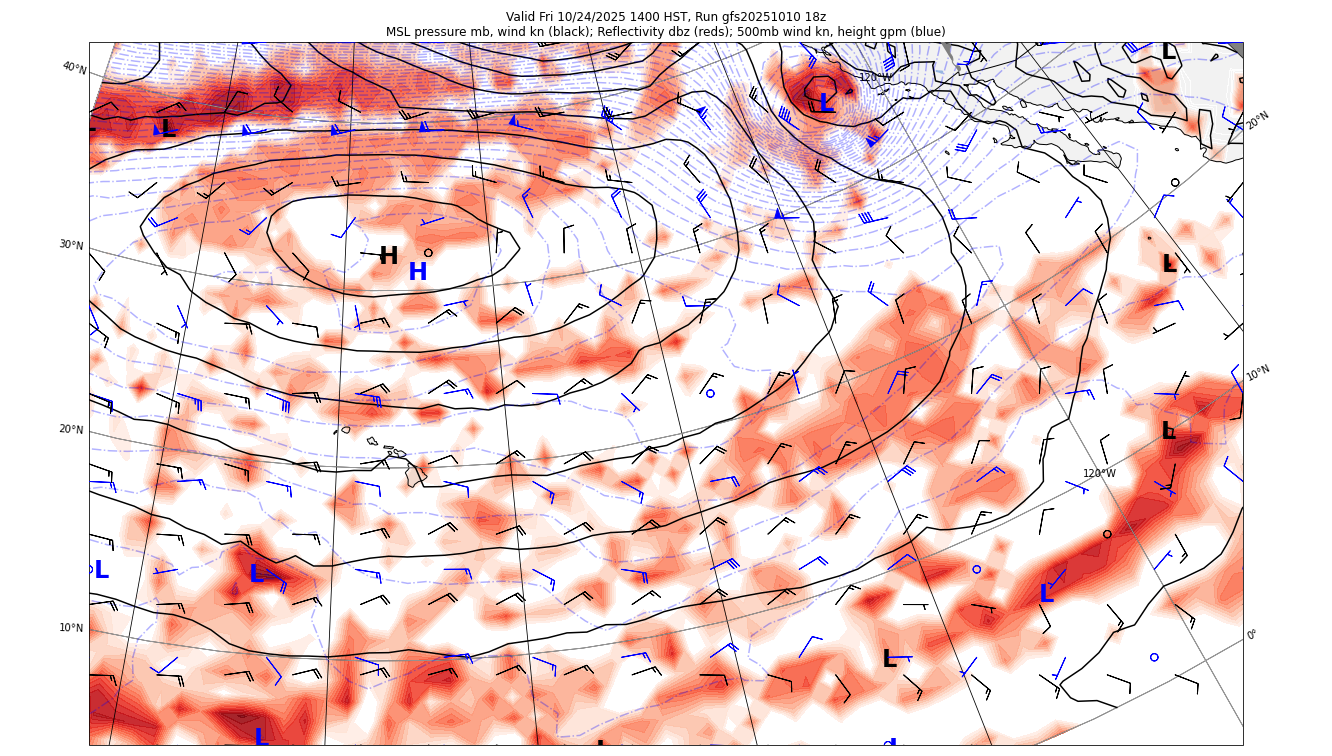 Valid Fri 10/24/2025 1400 HST, Run gfs20251010 18z
MSL pressure mb, wind kn (black); Reflectivity dbz (reds); 500mb wind kn, height gpm (blue)
L
40°N
120°W
L
L
20°N
30°N
H
H
L
10°N
20°N
L
120°W
L
L
L
10°N
0°
L
L